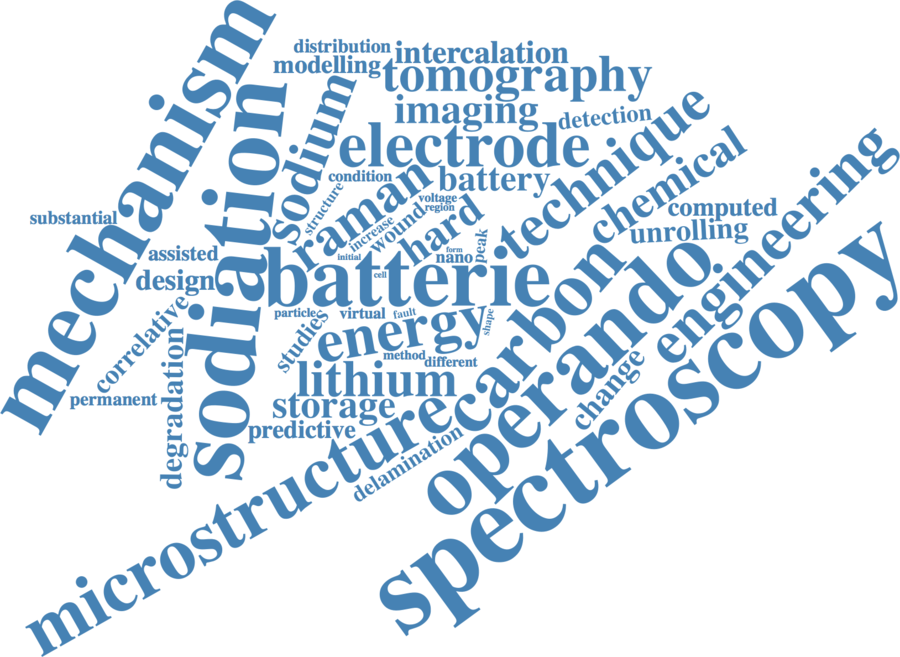 mechanism
distribution
intercalation
modelling
tomography
sodium
imaging
detection
technique
electrode
sodiation
condition
battery
raman
structure
voltage
region
hard
chemical
engineering
substantial
increase
wound
computed
unrolling
assisted
initial
form
nano
peak
design
cell
batterie
carbon
operando
spectroscopy
correlative
particle
virtual
fault
shape
studies
energy
method
different
degradation
lithium
change
permanent
storage
predictive
microstructure
delamination